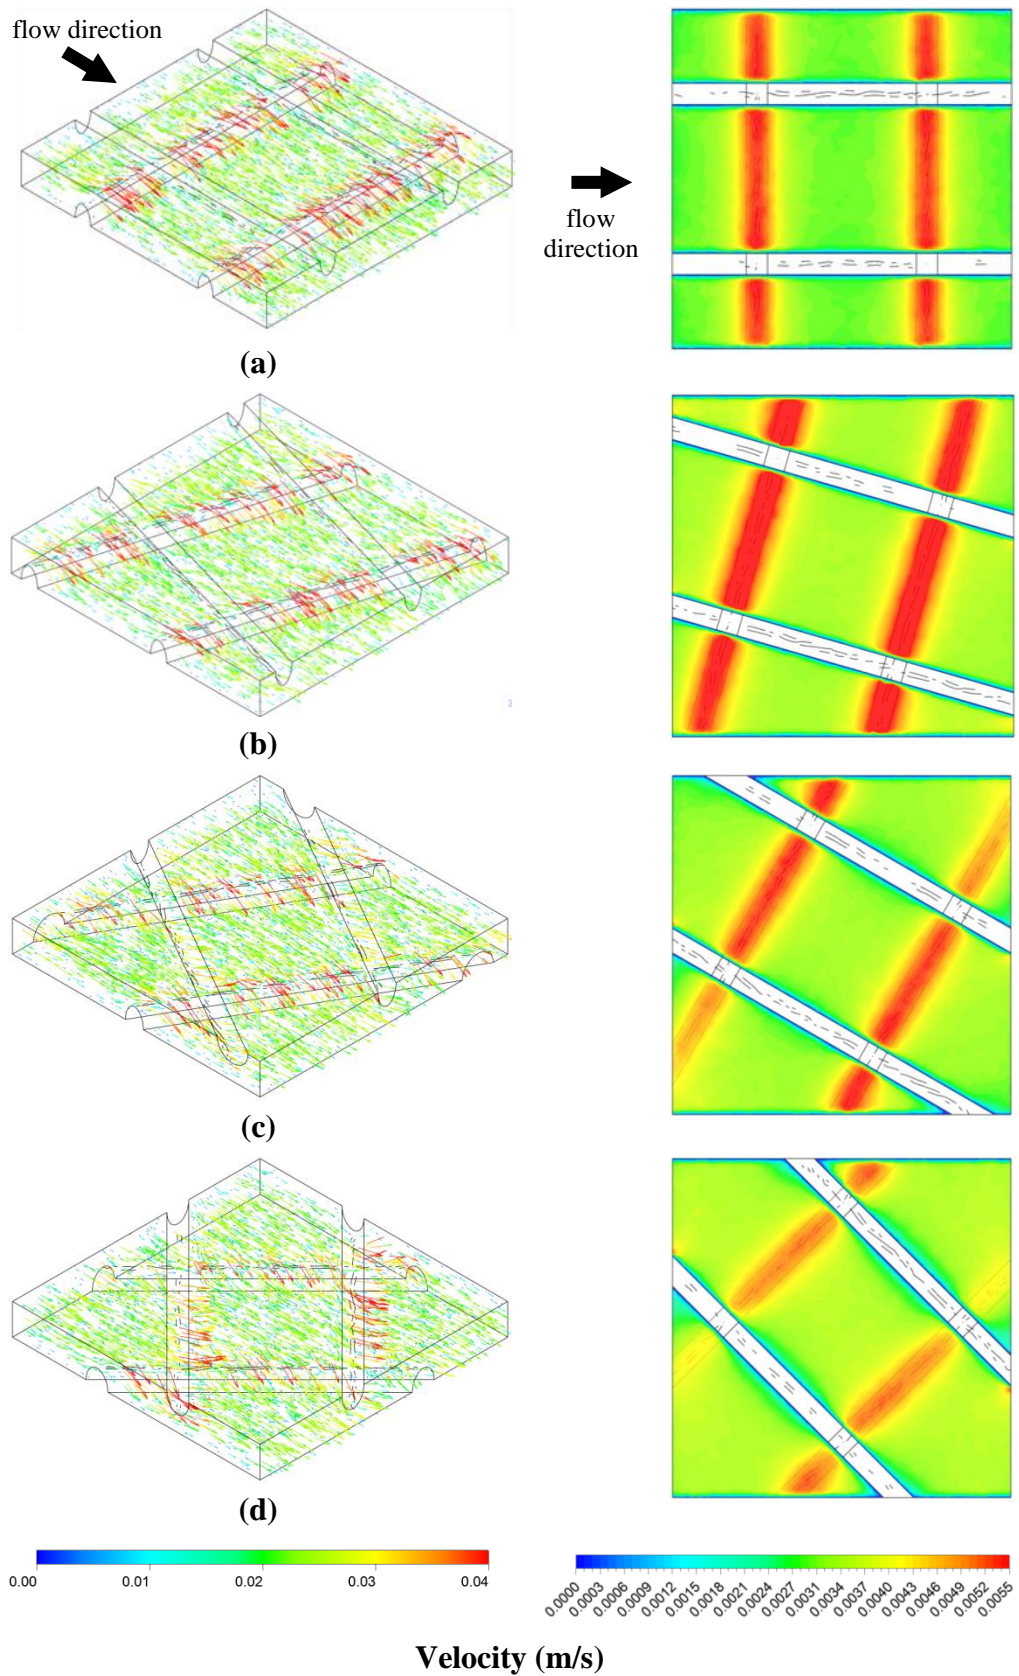 flow direction
flow
direction
(a)
(b)
(c)
(d)
0.00 0.01 0.02 0.03 0.04
0.0000 0.0003 0.0006 0.0009 0.0012 0.0015 0.0018 0.0021 0.0024 0.0027 0.0031 0.0034 0.0037 0.0040 0.0043 0.0046 0.0049 0.0052 0.0055
Velocity (m/s)